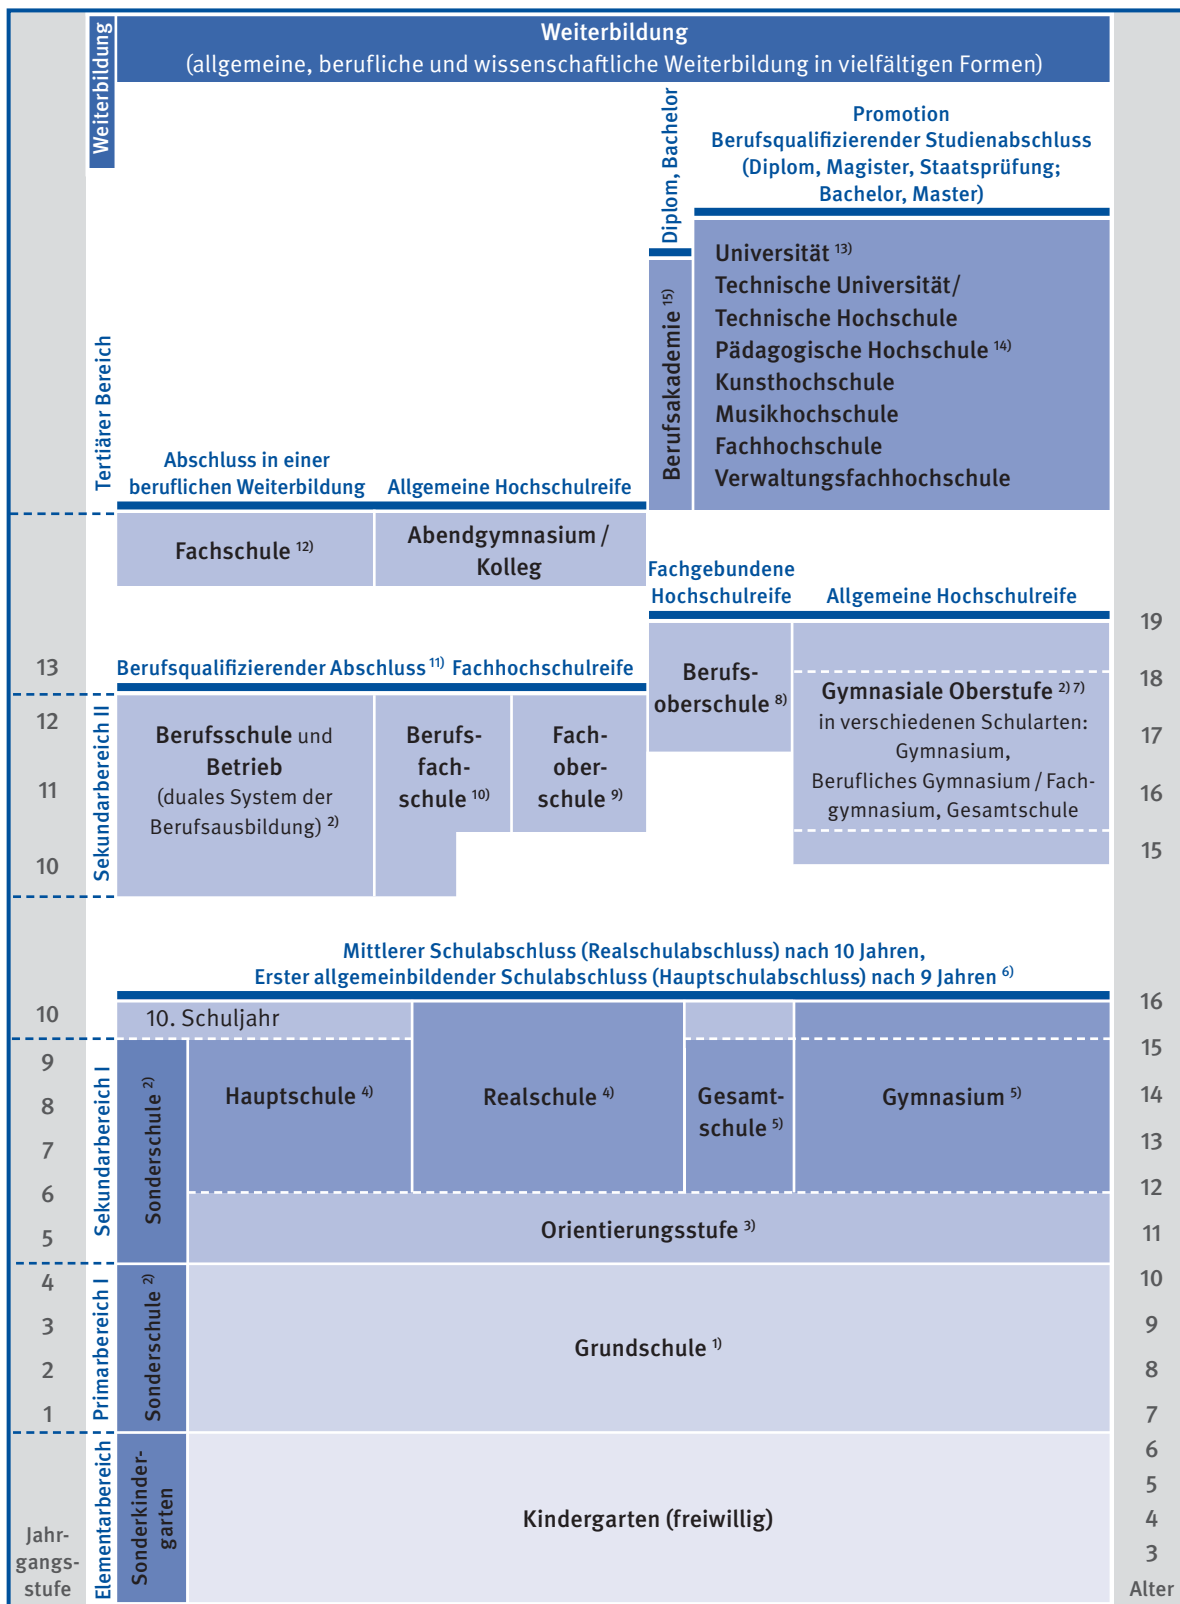 Weiterbildung
Weiterbildung
(allgemeine, berufliche und wissenschaftliche Weiterbildung in vielfältigen Formen)
Diplom, Bachelor
Promotion
Berufsqualifizierender Studienabschluss
(Diplom, Magister, Staatsprüfung;
Bachelor, Master)
Tertiärer Bereich
Berufsakademie 15)
Universität 13)
Technische Universität/
Technische Hochschule
Pädagogische Hochschule 14)
Kunsthochschule
Musikhochschule
Fachhochschule
Verwaltungsfachhochschule
Abschluss in einer
beruflichen Weiterbildung
Allgemeine Hochschulreife
Fachschule 12)
Abendgymnasium /
Kolleg
Fachgebundene
Hochschulreife
Allgemeine Hochschulreife
19
13
Berufsqualifizierender Abschluss 11)
Fachhochschulreife
Berufs-
oberschule 8)
Gymnasiale Oberstufe 2) 7)
in verschiedenen Schularten:
Gymnasium,
Berufliches Gymnasium / Fach-
gymnasium, Gesamtschule
18
17
16
15
12
11
10
Sekundarbereich II
Berufsschule und
Betrieb
(duales System der
Berufsausbildung) 2)
Berufs-
fach-
schule 10)
Fach-
ober-
schule 9)
Mittlerer Schulabschluss (Realschulabschluss) nach 10 Jahren,
Erster allgemeinbildender Schulabschluss (Hauptschulabschluss) nach 9 Jahren 6)
10
10. Schuljahr
16
9
8
7
6
5
Sekundarbereich I
Sonderschule 2)
Hauptschule 4)
Realschule 4)
Gesamt-
schule 5)
Gymnasium 5)
15
14
13
12
11
Orientierungsstufe 3)
4
3
2
1
Primarbereich I
Sonderschule 2)
Grundschule 1)
10
9
8
7
Elementarbereich
Sonderkinder-
garten
Kindergarten (freiwillig)
6
5
4
3
Jahr-
gangs-
stufe
Alter